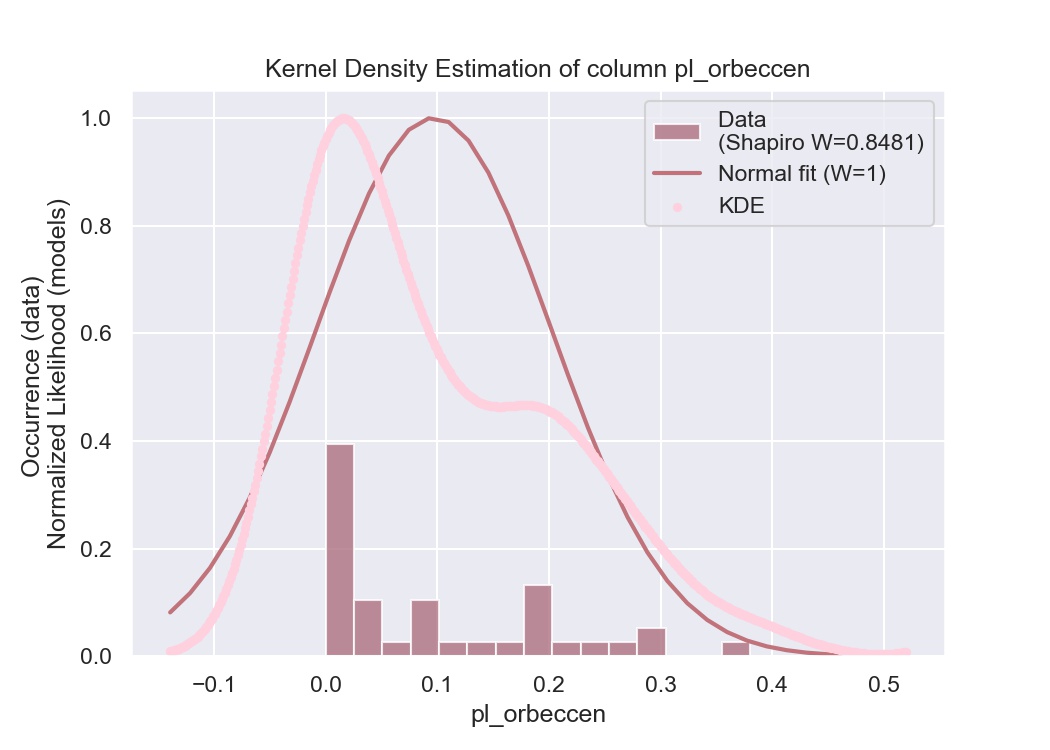 Kernel Density Estimation of column pl_orbeccen
Data
(Shapiro W=0.8481)
Normal fit (W=1)
KDE
Occurrence (data)
Normalized Likelihood (models)
1.0
0.8
0.6
0.4
0.2
0.0
−0.1 0.0 0.1 0.2 0.3 0.4 0.5
pl_orbeccen